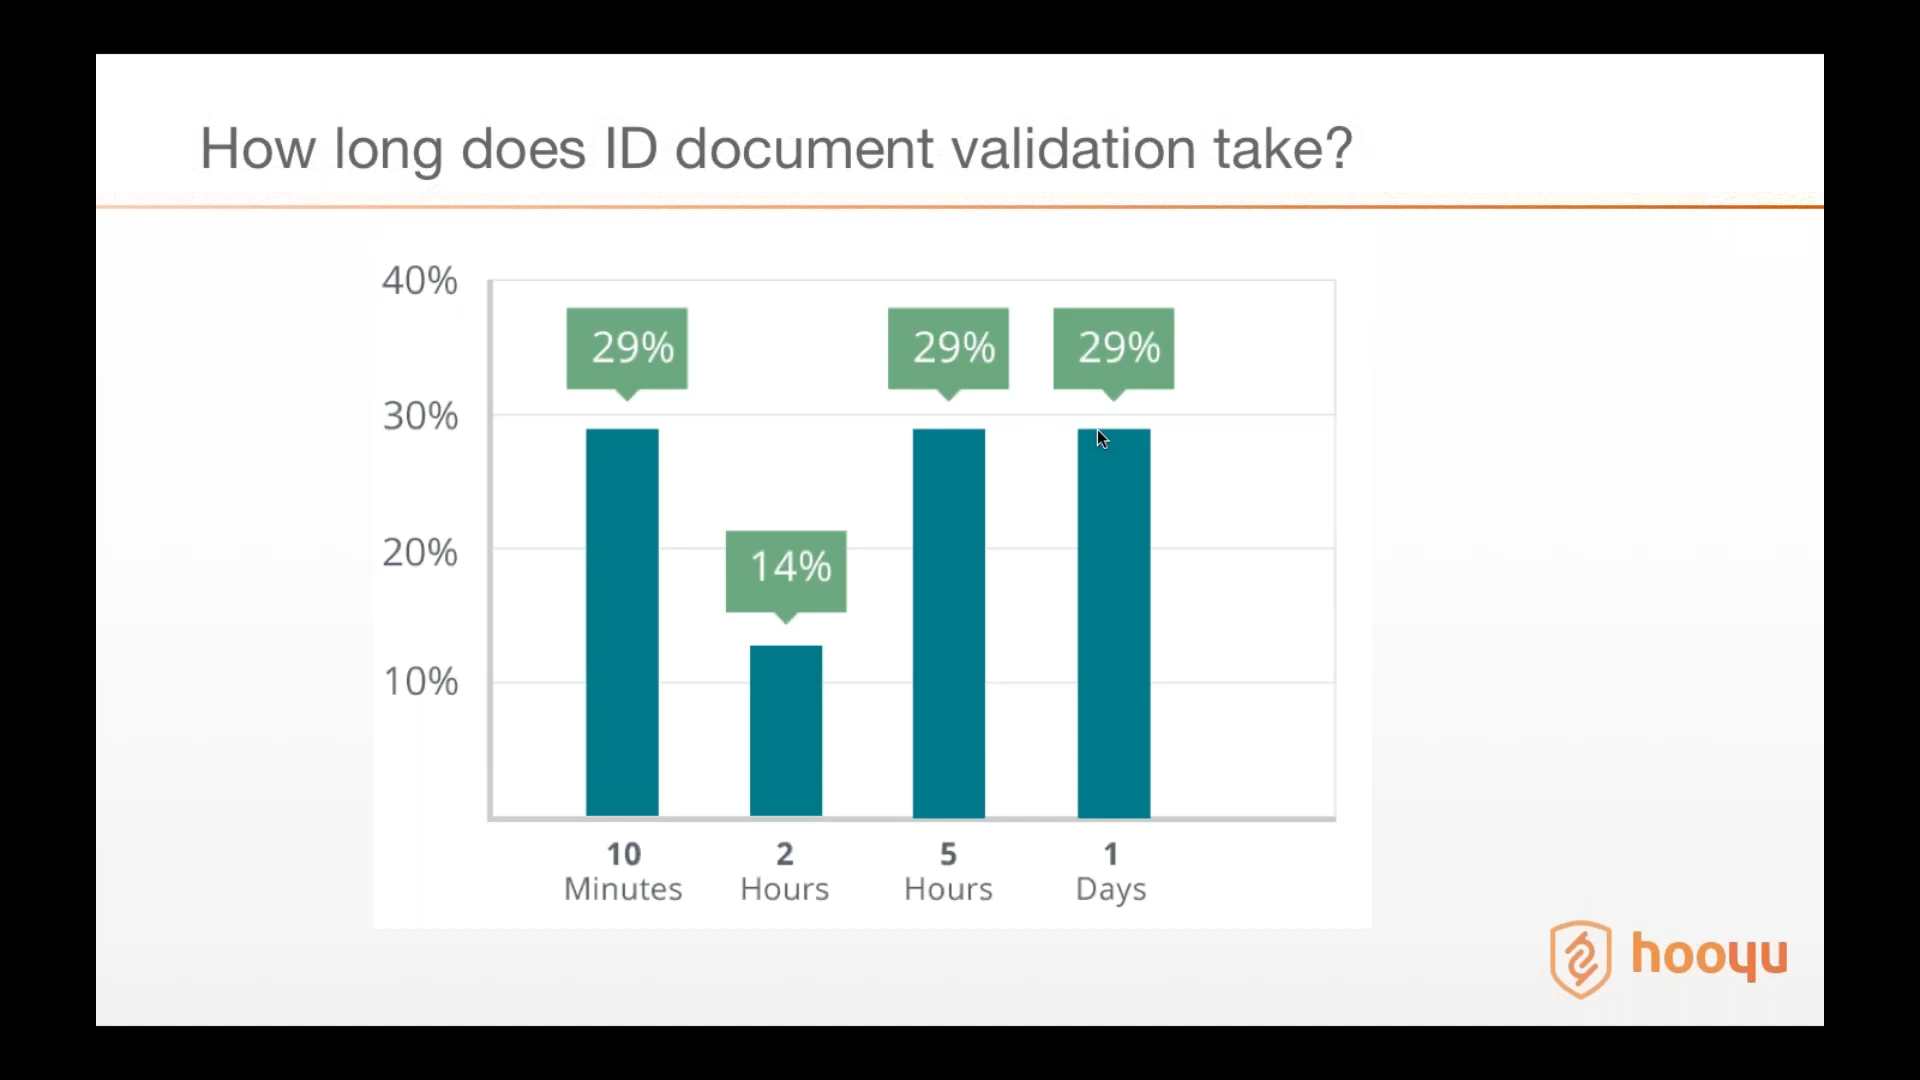 How long does ID document validation take?
40%
29%
29%
29%
30%
20%
14%
10%
10
Minutes
2
Hours
5
Hours
1
Days
hooyu